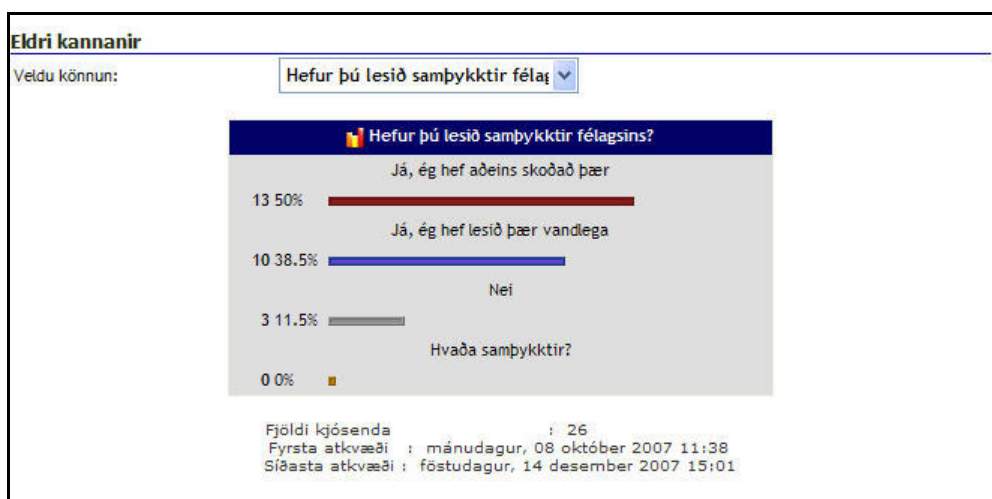 Eldri kannanir
Veldu könnun: Hefur þú lesið samþykktir félag
Hefur þú lesið samþykktir félagsins?
Já, ég hef aðeins skoðað þær
13 50%
Já, ég hef lesið þær vandlega
10 38.5%
Nei
3 11.5%
Hvaða samþykktir?
0 0%
Fjöldi kjósenda : 26
Fyrsta atkvæði : mánudagur, 08 október 2007 11:38
Síðasta atkvæði : föstudagur, 14 desember 2007 15:01